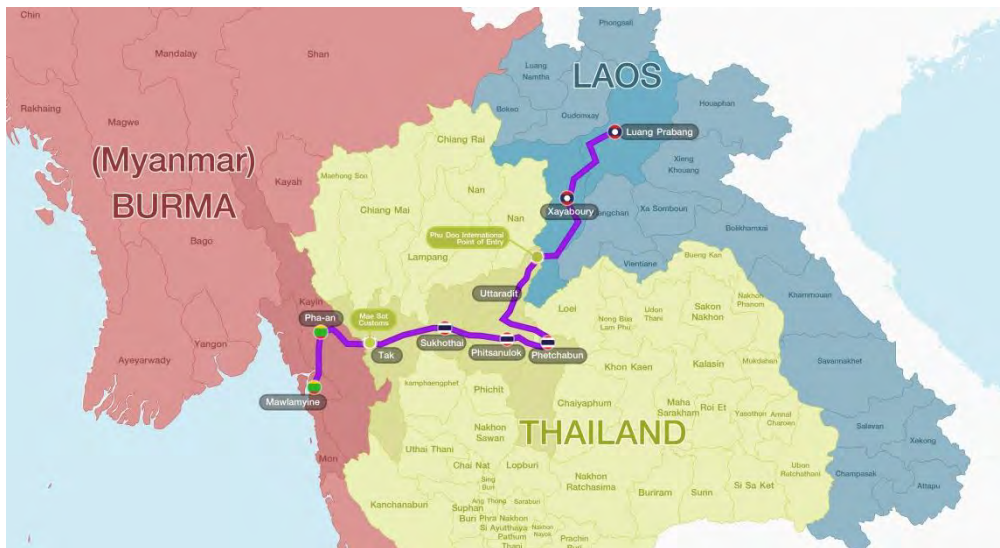 Chin
Mandalay
Shan
Rakhaing
Magwe
(Myanmar)
BURMA
Kayah
Bago
Kayin
Pha-an
Ayeyarwady
Yangon
Mawlamyine
Mon
Phongsali
Luang
Namtha
LAOS
Bokeo
Oudomxay
Houaphan
Luang Prabang
Xieng
Khouang
Xayaboury
Xa Somboun
Bolikhamsai
Vientiane
Khammouan
Savannakhet
Salavan
Xekong
Champasek
Attapu
Chiang Rai
Maehong Son
Nan
Chiang Mai
Nan
Phu Doo International
Point of Entry
Lampang
Uttaradit
Mae Sot
Customs
Tak
Sukhothai
Phitsanulok
Phetchabun
Loei
Bueng Kan
Nong Bua
Lam Phu
Udon
Thani
Sakon
Nakhon
Nakhon
Phanom
Khon Kaen
Kalasin
Mukdahan
kamphaengphet
Phichit
Chaiyaphum
Maha
Sarakham
Roi Et
Yasothon
Amnat
Charoen
Nakhon
Sawan
THAILAND
Uthai Thani
Chai Nat
Lopburi
Sing
Buri
Nakhon
Ratchasima
Buriram
Surin
Si Sa Ket
Ubon
Ratchathani
Kanchanaburi
Ang Thong
Saraburi
Suphan
Buri
Phra Nakhon
Si Ayutthaya
Nakhon
Nayok
Pathum
Thani
Prachin